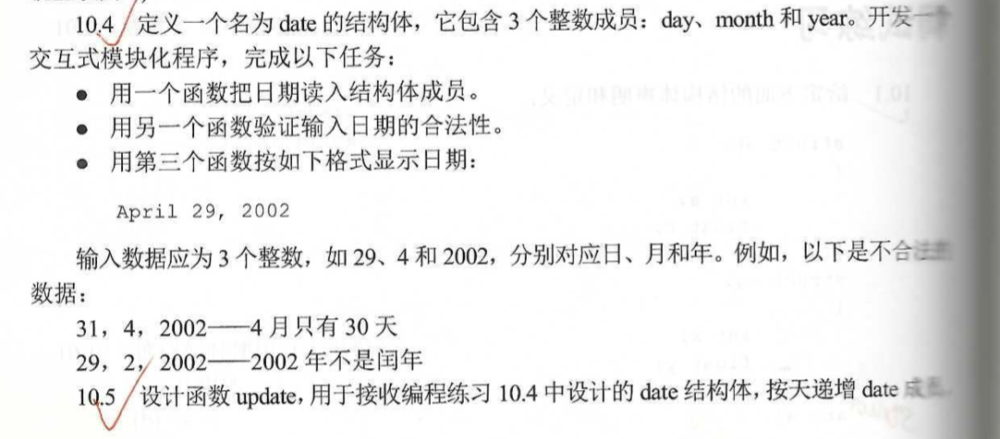 10.4 定义一个名为 date 的结构体，它包含 3 个整数成员：day、month 和 year。开发一个
交互式模块化程序，完成以下任务：
● 用一个函数把日期读入结构体成员。
● 用另一个函数验证输入日期的合法性。
● 用第三个函数按如下格式显示日期：
April 29, 2002
输入数据应为 3 个整数，如 29、4 和 2002，分别对应日、月和年。例如，以下是不合法的
数据：
31，4，2002——4 月只有 30 天
29，2，2002——2002 年不是闰年
10.5 设计函数 update，用于接收编程练习 10.4 中设计的 date 结构体，按天递增 date 成员，